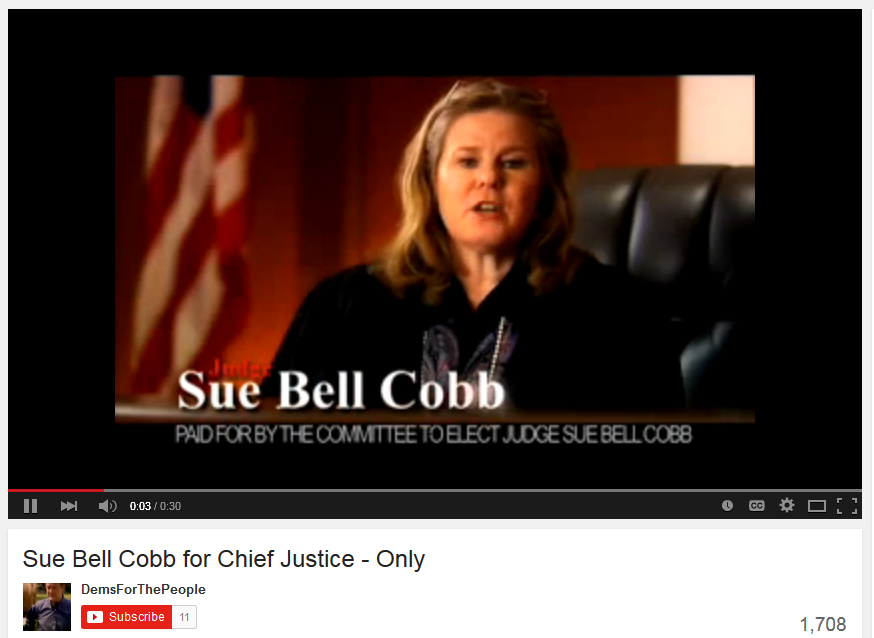 Judge
Sue Bell Cobb
PAID FOR BY THE COMMITTEE TO ELECT JUDGE SUE BELL COBB
0:03 / 0:30
CC
Sue Bell Cobb for Chief Justice - Only
DemsForThePeople
Subscribe 11
1,708